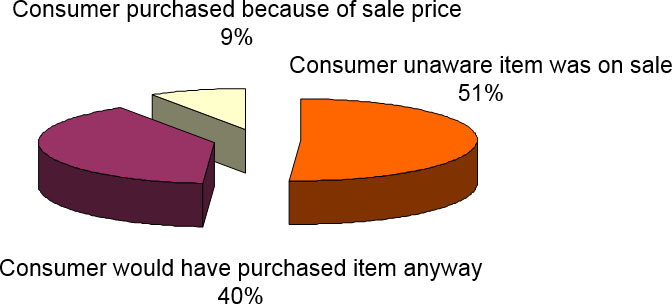 Consumer purchased because of sale price
9%
Consumer unaware item was on sale
51%
Consumer would have purchased item anyway
40%